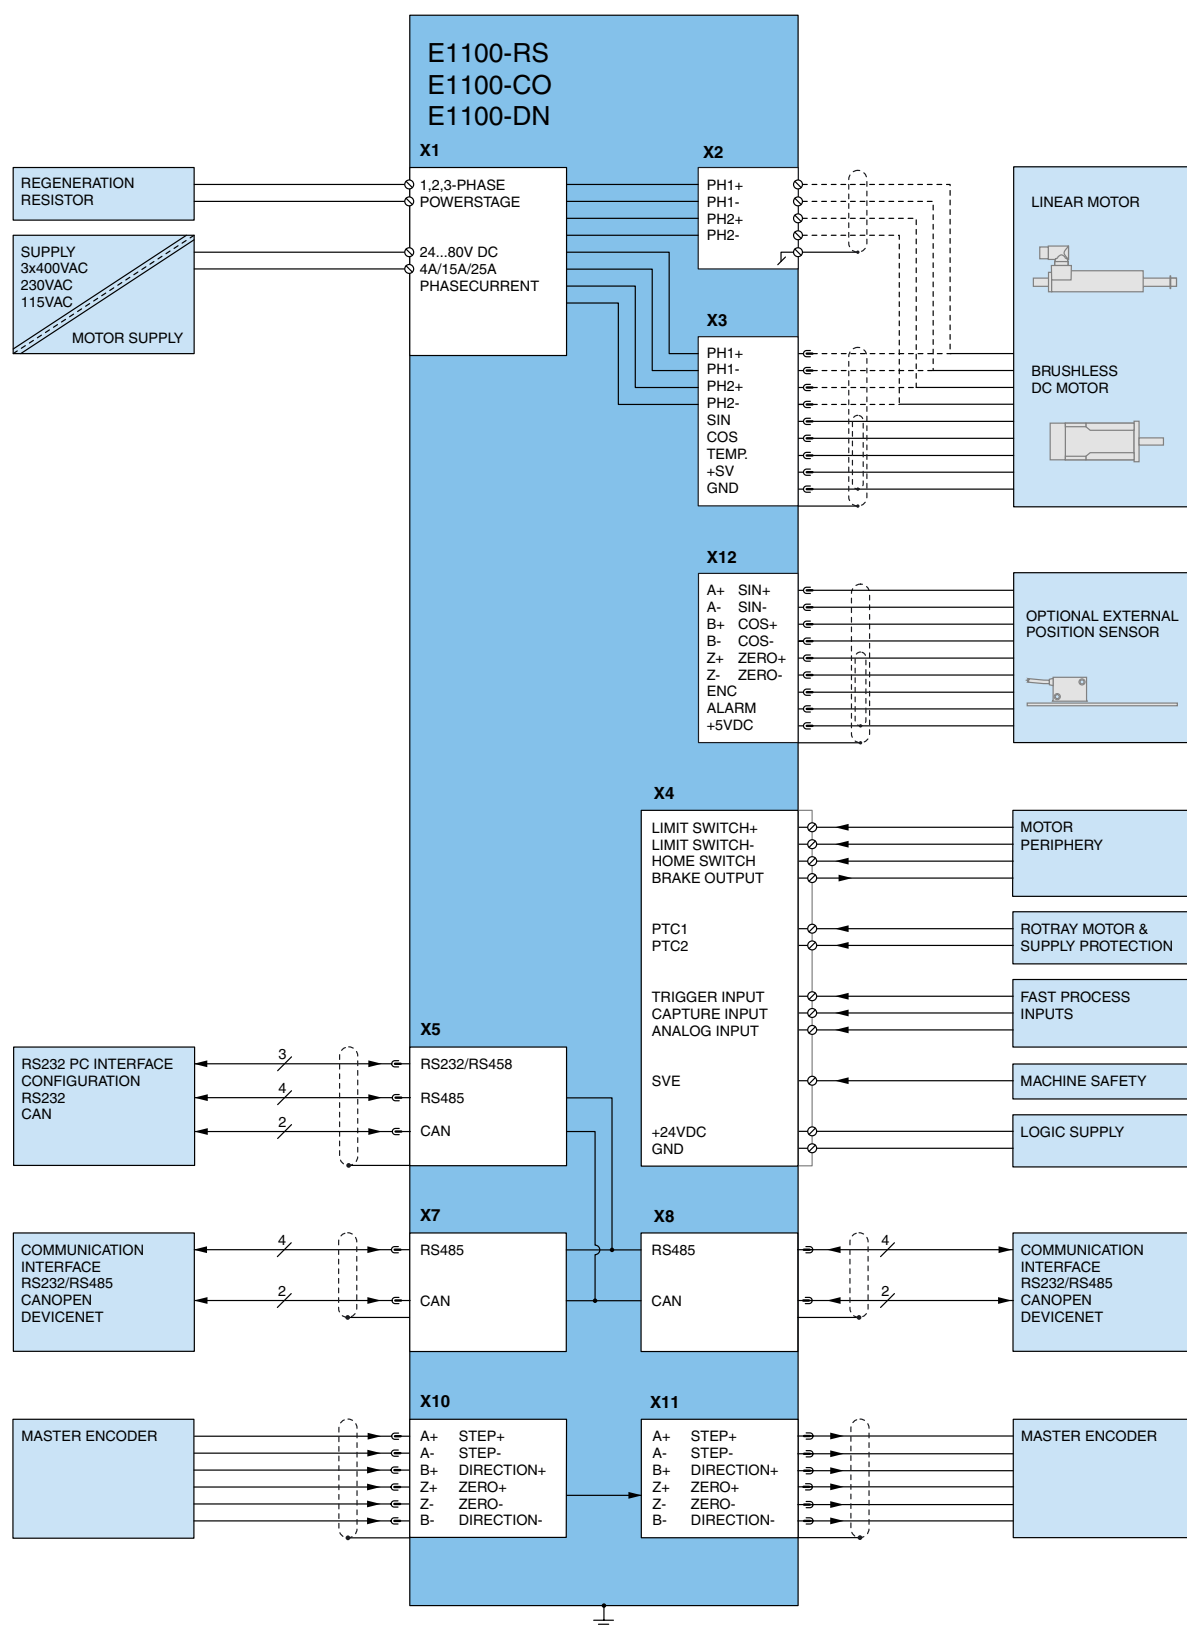 E1100-RS
E1100-CO
E1100-DN
X1
X2
REGENERATION
RESISTOR
1,2,3-PHASE
POWERSTAGE
24...80V DC
4A/15A/25A
PHASECURRENT
SUPPLY
3x400VAC
230VAC
115VAC
MOTOR SUPPLY
PH1+
PH1-
PH2+
PH2-
LINEAR MOTOR
BRUSHLESS
DC MOTOR
X3
PH1+
PH1-
PH2+
PH2-
SIN
COS
TEMP.
+SV
GND
X12
A+ SIN+
A- SIN-
B+ COS+
B- COS-
Z+ ZERO+
Z- ZERO-
ENC
ALARM
+5VDC
OPTIONAL EXTERNAL
POSITION SENSOR
X4
LIMIT SWITCH+
LIMIT SWITCH-
HOME SWITCH
BRAKE OUTPUT
PTC1
PTC2
TRIGGER INPUT
CAPTURE INPUT
ANALOG INPUT
SVE
+24VDC
GND
MOTOR
PERIPHERY
ROTRAY MOTOR &
SUPPLY PROTECTION
FAST PROCESS
INPUTS
MACHINE SAFETY
LOGIC SUPPLY
X5
RS232 PC INTERFACE
CONFIGURATION
RS232
CAN
3
4
2
RS232/RS458
RS485
CAN
X7
COMMUNICATION
INTERFACE
RS232/RS485
CANOPEN
DEVICENET
4
2
RS485
CAN
X8
RS485
CAN
4
2
COMMUNICATION
INTERFACE
RS232/RS485
CANOPEN
DEVICENET
X10
MASTER ENCODER
A+ STEP+
A- STEP-
B+ DIRECTION+
Z+ ZERO+
Z- ZERO-
B- DIRECTION-
X11
A+ STEP+
A- STEP-
B+ DIRECTION+
Z+ ZERO+
Z- ZERO-
B- DIRECTION-
MASTER ENCODER